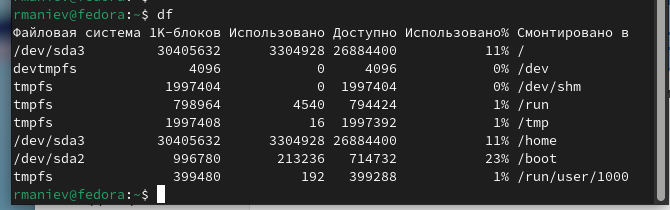 rmaniev@fedora:~$ df
Файловая система 1K-блоков Использовано Доступно Использовано% Смонтировано в
/dev/sda3 30405632 3304928 26884400 11% /
devtmpfs 4096 0 4096 0% /dev
tmpfs 1997404 0 1997404 0% /dev/shm
tmpfs 798964 4540 794424 1% /run
tmpfs 1997408 16 1997392 1% /tmp
/dev/sda3 30405632 3304928 26884400 11% /home
/dev/sda2 996780 213236 714732 23% /boot
tmpfs 399480 192 399288 1% /run/user/1000
rmaniev@fedora:~$